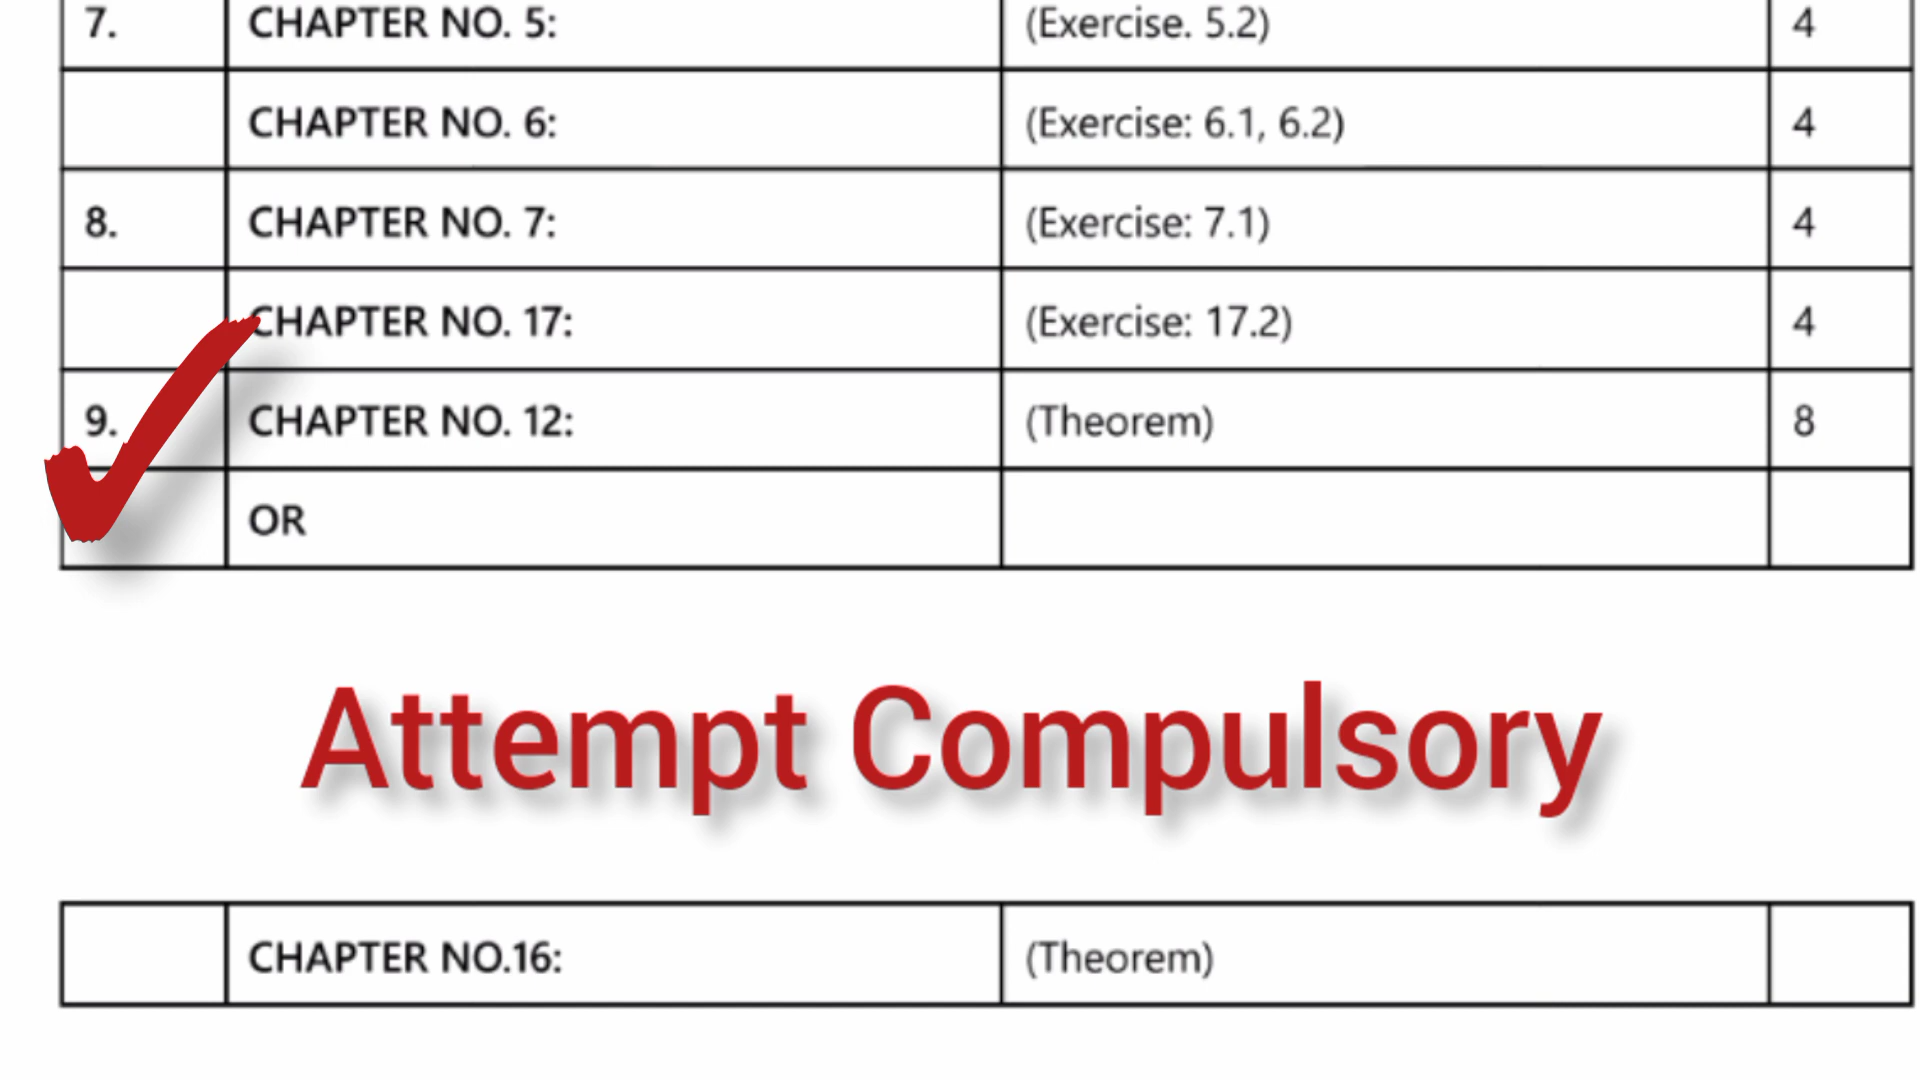 7. CHAPTER NO. 5: (Exercise. 5.2) 4
CHAPTER NO. 6: (Exercise: 6.1, 6.2) 4
8. CHAPTER NO. 7: (Exercise: 7.1) 4
CHAPTER NO. 17: (Exercise: 17.2) 4
9. CHAPTER NO. 12: (Theorem) 8
OR
Attempt Compulsory
CHAPTER NO.16: (Theorem)